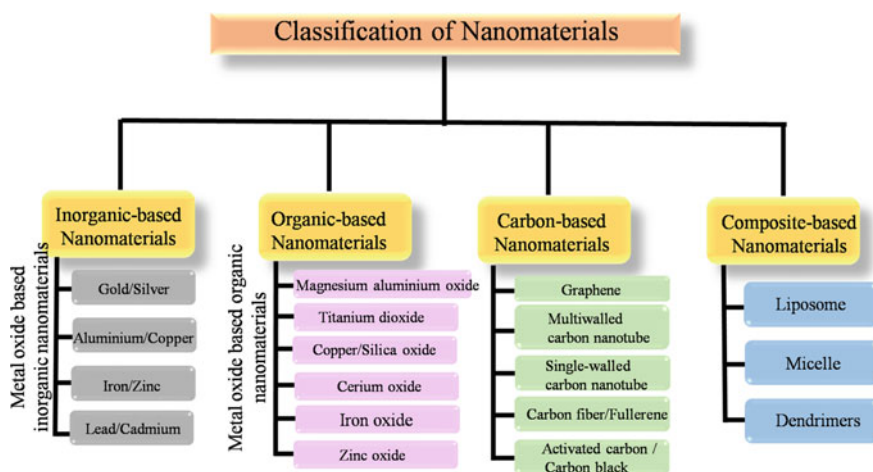 Classification of Nanomaterials
Inorganic-based
Nanomaterials
Metal oxide based
inorganic nanomaterials
Gold/Silver
Aluminium/Copper
Iron/Zinc
Lead/Cadmium
Organic-based
Nanomaterials
Metal oxide based organic
nanomaterials
Magnesium aluminium oxide
Titanium dioxide
Copper/Silica oxide
Cerium oxide
Iron oxide
Zinc oxide
Carbon-based
Nanomaterials
Graphene
Multiwalled
carbon nanotube
Single-walled
carbon nanotube
Carbon fiber/Fullerene
Activated carbon /
Carbon black
Composite-based
Nanomaterials
Liposome
Micelle
Dendrimers